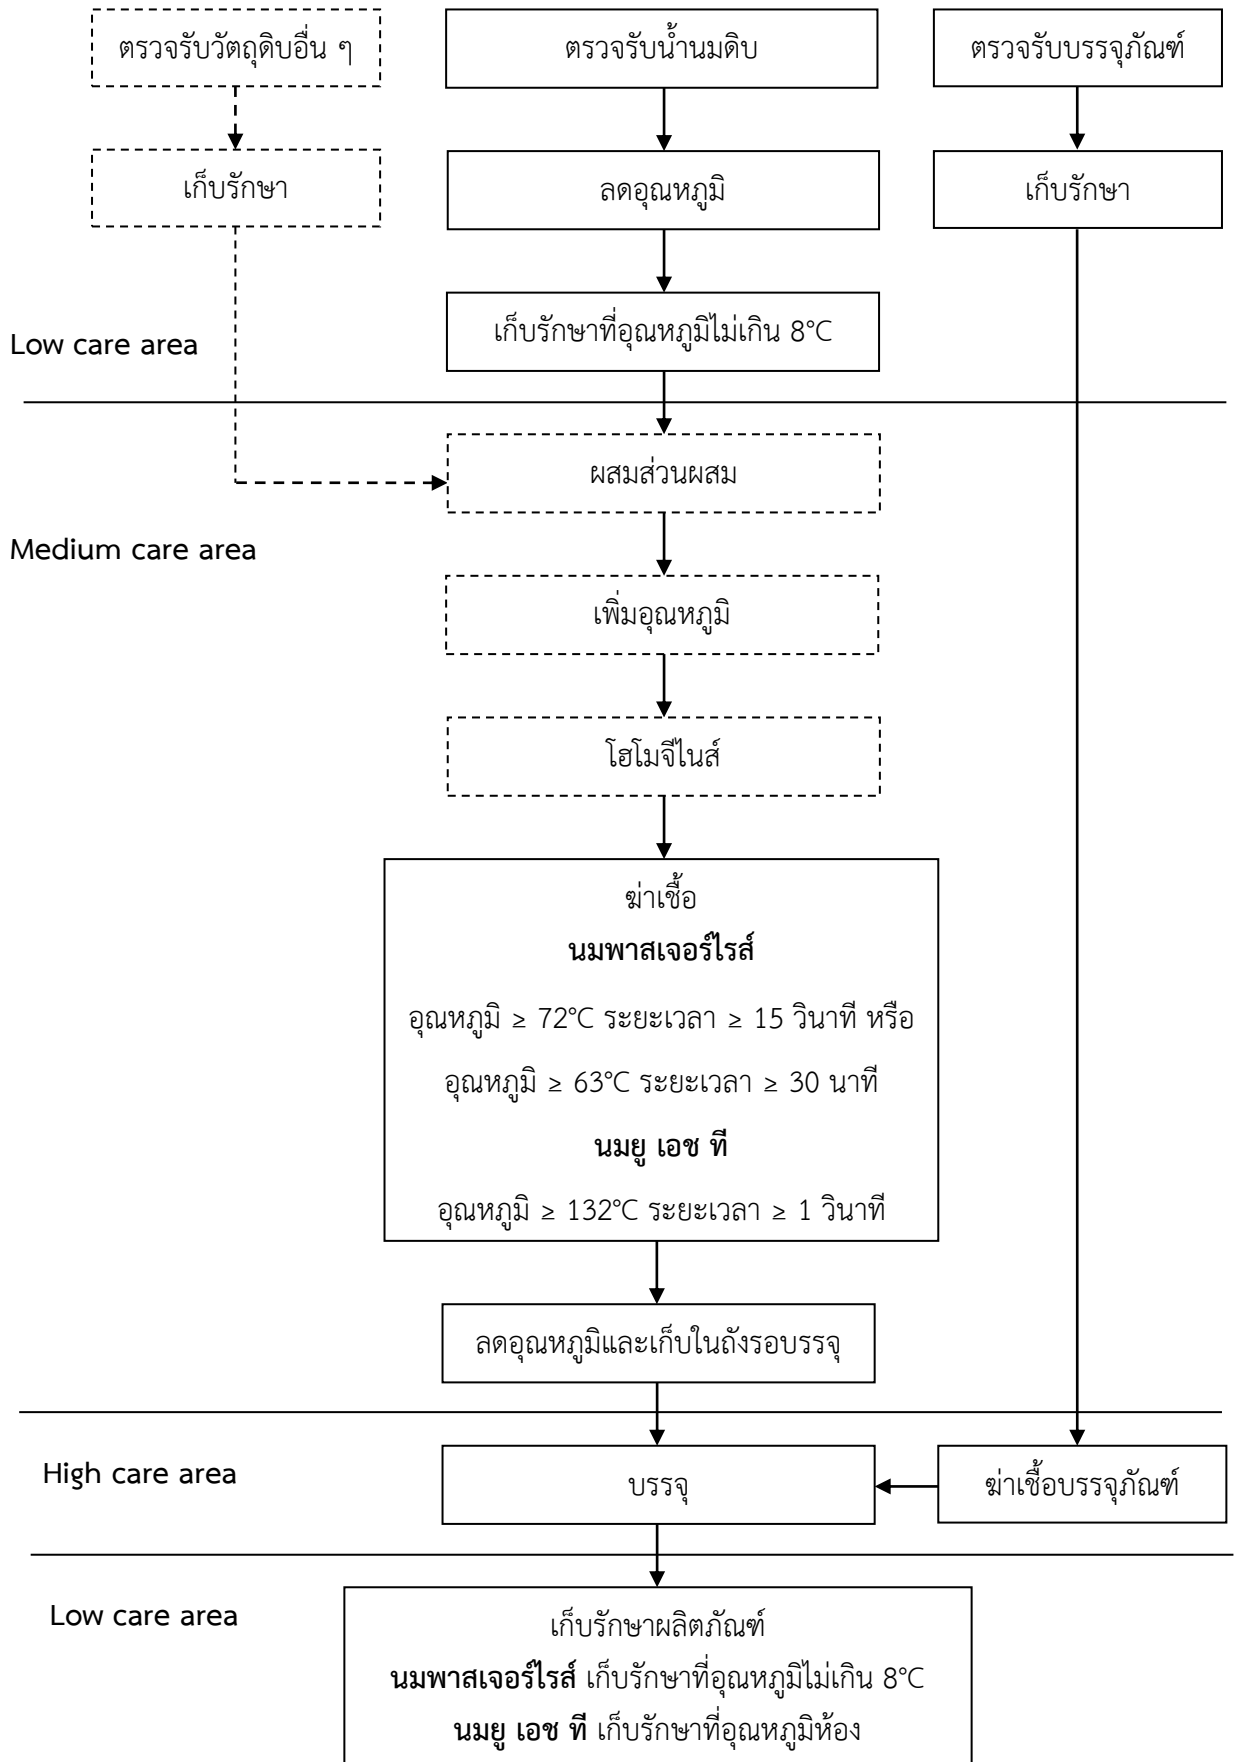 ตรวจรับวัตถุดิบอื่น ๆ
ตรวจรับน้ำนมดิบ
ตรวจรับบรรจุภัณฑ์
เก็บรักษา
ลดอุณหภูมิ
เก็บรักษา
เก็บรักษาที่อุณหภูมิไม่เกิน 8°C
Low care area
ผสมส่วนผสม
Medium care area
เพิ่มอุณหภูมิ
โฮโมจีไนส์
ฆ่าเชื้อ
นมพาสเจอร์ไรส์
อุณหภูมิ ≥ 72°C ระยะเวลา ≥ 15 วินาที หรือ
อุณหภูมิ ≥ 63°C ระยะเวลา ≥ 30 นาที
นมยู เอช ที
อุณหภูมิ ≥ 132°C ระยะเวลา ≥ 1 วินาที
ลดอุณหภูมิและเก็บในถังรอบรรจุ
High care area
บรรจุ
ฆ่าเชื้อบรรจุภัณฑ์
Low care area
เก็บรักษาผลิตภัณฑ์
นมพาสเจอร์ไรส์ เก็บรักษาที่อุณหภูมิไม่เกิน 8°C
นมยู เอช ที เก็บรักษาที่อุณหภูมิห้อง